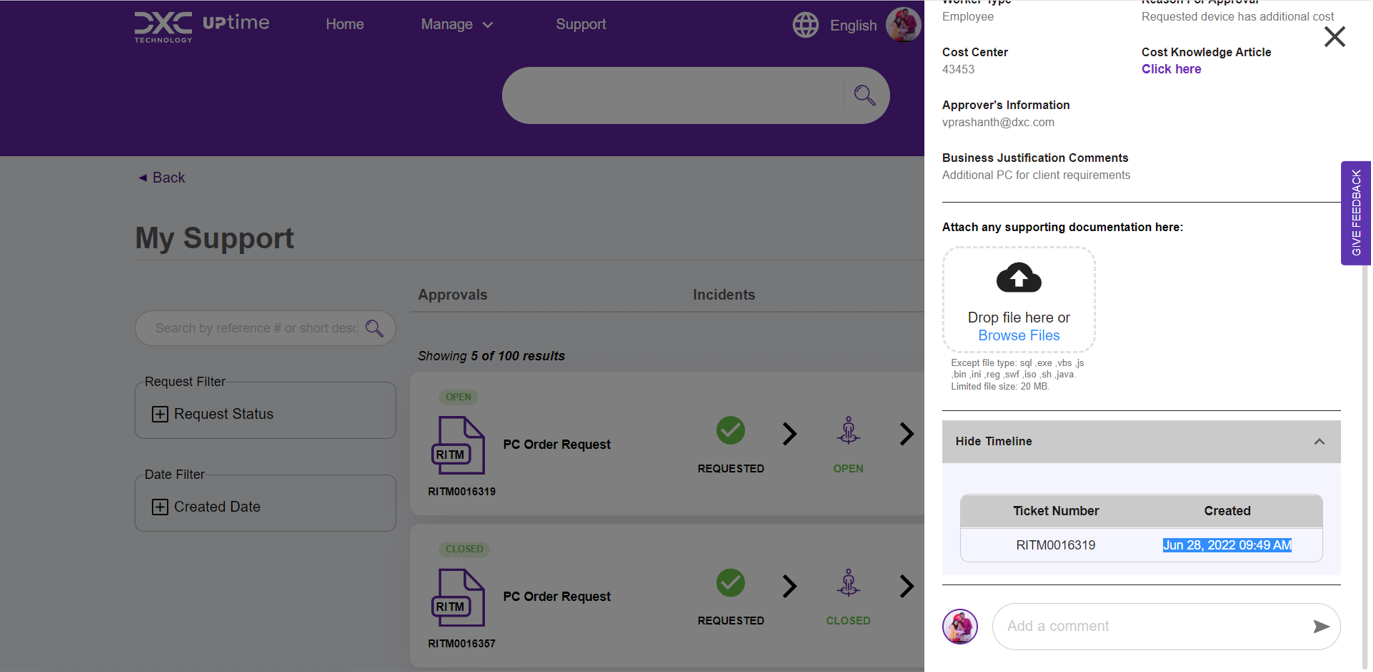 DXC TECHNOLOGY UPtime Home Manage Support English
◄ Back
My Support
Search by reference # or short desc
Request Filter
Request Status
Date Filter
Created Date
Approvals Incidents
Showing 5 of 100 results
OPEN
RITM
RITM0016319
PC Order Request
REQUESTED
OPEN
CLOSED
RITM
RITM0016357
PC Order Request
REQUESTED
CLOSED
Worker Type
Employee
Reason For Approval
Requested device has additional cost
Cost Center
43453
Cost Knowledge Article
Click here
Approver's Information
vprashanth@dxc.com
Business Justification Comments
Additional PC for client requirements
GIVE FEEDBACK
Attach any supporting documentation here:
Drop file here or
Browse Files
Except file type: sql ,exe ,vbs ,js
,bin ,ini ,reg ,swf ,iso ,sh ,java.
Limited file size: 20 MB.
Hide Timeline
Ticket Number Created
RITM0016319 Jun 28, 2022 09:49 AM
Add a comment